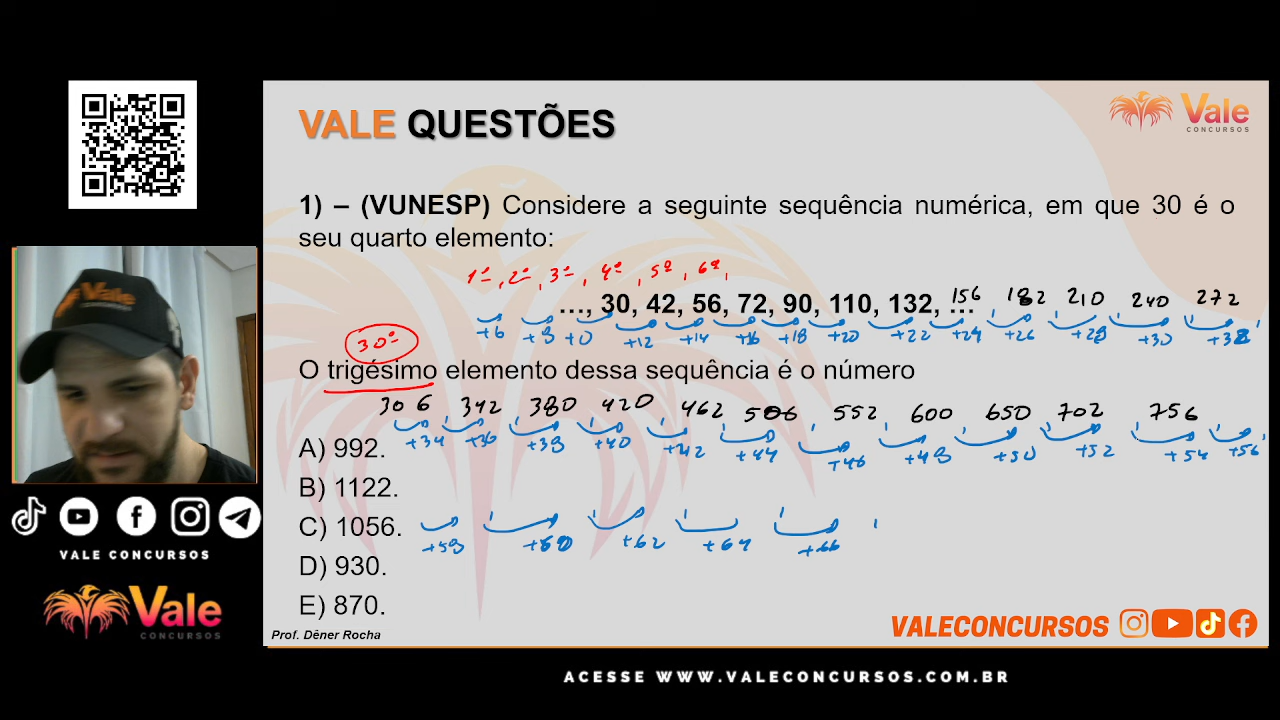 VALE QUESTÕES
Vale
CONCURSOS
1) – (VUNESP) Considere a seguinte sequência numérica, em que 30 é o
seu quarto elemento:
1º, 2º, 3º, 4º, 5º, 6º,
..., 30, 42, 56, 72, 90, 110, 132, ... 156 182 210 240 272
+6 +8 +12 +14 +16 +18 +20 +22 +24 +26 +28 +30
30º
O trigésimo elemento dessa sequência é o número
306 342 380 420 462 506 552 600 650 702 756
+34 +36 +38 +40 +42 +44 +46 +48 +50 +52 +54 +56
A) 992.
B) 1122.
C) 1056.
+58 +60 +62 +64 +66
D) 930.
E) 870.
Prof. Dêner Rocha
VALECONCURSOS
VALE CONCURSOS
Vale
CONCURSOS
ACESSE WWW.VALECONCURSOS.COM.BR